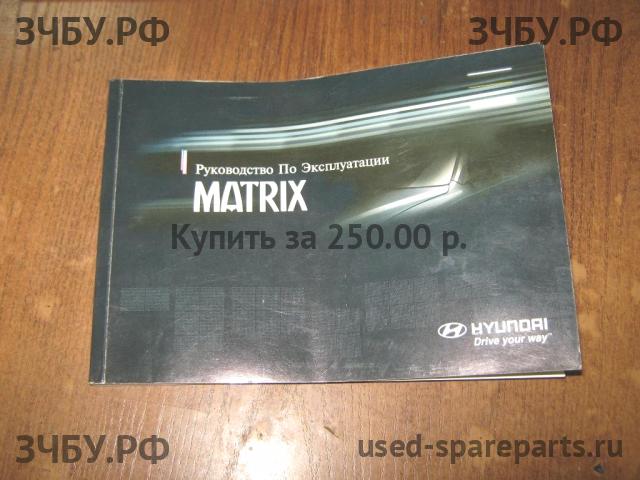 ЗЧБУ.РФ ЗЧБУ.РФ
Руководство По Эксплуатации
MATRIX
Купить за 250.00 р.
HYUNDAI
Drive your way™
ЗЧБУ.РФ used-spareparts.ru